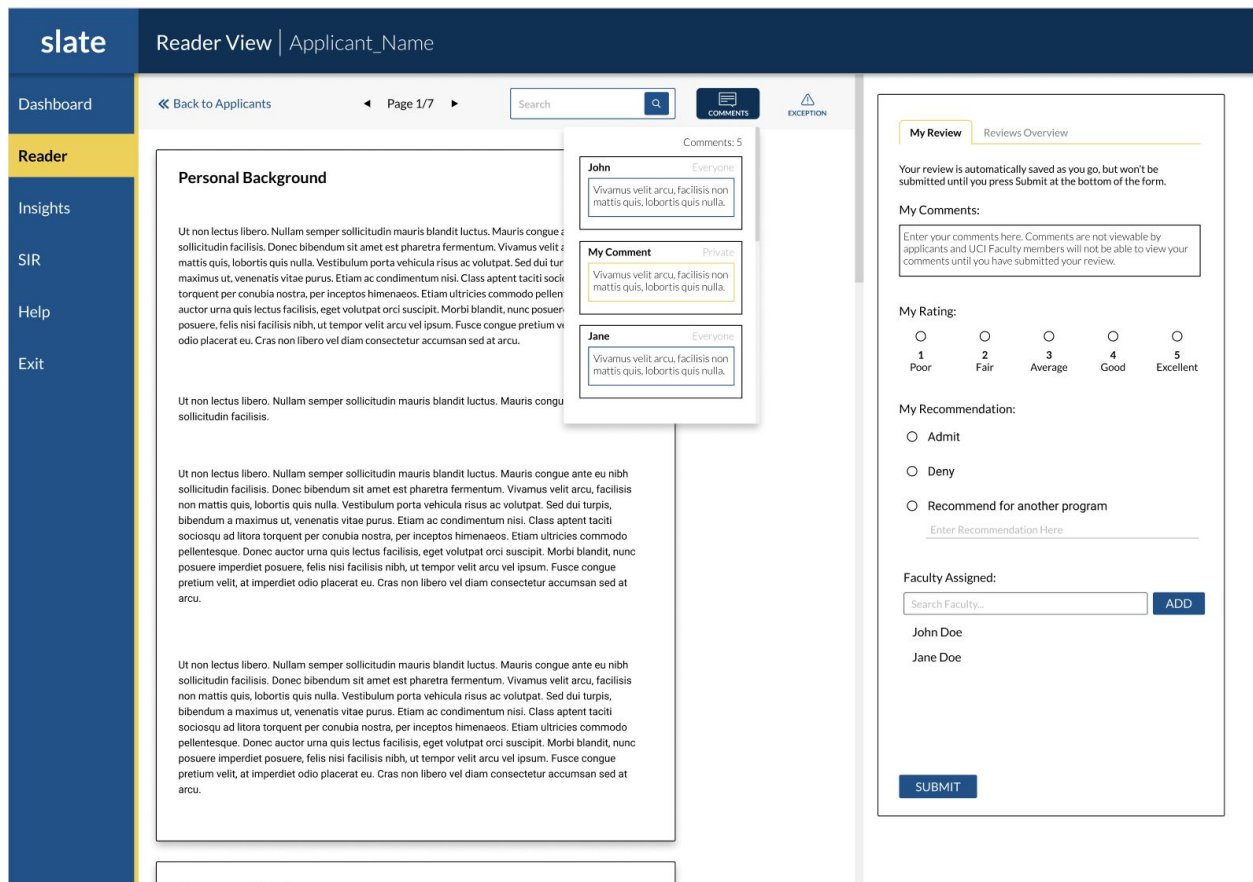 slate
Reader View | Applicant_Name
Dashboard
Reader
Insights
SIR
Help
Exit
Back to Applicants
Page 1/7
Search
COMMENTS
EXCEPTION
Personal Background
Ut non lectus libero. Nullam semper sollicitudin mauris blandit luctus. Mauris congue
sollicitudin facilisis. Donec bibendum sit amet est pharetra fermentum. Vivamus velit
mattis quis, lobortis quis nulla. Vestibulum porta vehicula risus ac volutpat. Sed dui
maximus ut, venenatis vitae purus. Etiam ac condimentum nisi. Class aptent taciti
torquent per conubia nostra, per inceptos himenaeos. Etiam ultricies commodo
auctor urna quis lectus facilisis, eget volutpat orci suscipit. Morbi blandit, nunc
posuere, felis nisi facilisis nibh, ut tempor velit arcu vel ipsum. Fusce congue pretium
odio placerat eu. Cras non libero vel diam consectetur accumsan sed at arcu.
Ut non lectus libero. Nullam semper sollicitudin mauris blandit luctus. Mauris
sollicitudin facilisis.
Ut non lectus libero. Nullam semper sollicitudin mauris blandit luctus. Mauris congue ante eu nibh
sollicitudin facilisis. Donec bibendum sit amet est pharetra fermentum. Vivamus velit arcu, facilisis
non mattis quis, lobortis quis nulla. Vestibulum porta vehicula risus ac volutpat. Sed dui turpis,
bibendum a maximus ut, venenatis vitae purus. Etiam ac condimentum nisi. Class aptent taciti
sociosqu ad litora torquent per conubia nostra, per inceptos himenaeos. Etiam ultricies commodo
pellentesque. Donec auctor urna quis lectus facilisis, eget volutpat orci suscipit. Morbi blandit, nunc
posuere imperdiet posuere, felis nisi facilisis nibh, ut tempor velit arcu vel ipsum. Fusce congue
pretium velit, at imperdiet odio placerat eu. Cras non libero vel diam consectetur accumsan sed at
arcu.
Ut non lectus libero. Nullam semper sollicitudin mauris blandit luctus. Mauris congue ante eu nibh
sollicitudin facilisis. Donec bibendum sit amet est pharetra fermentum. Vivamus velit arcu, facilisis
non mattis quis, lobortis quis nulla. Vestibulum porta vehicula risus ac volutpat. Sed dui turpis,
bibendum a maximus ut, venenatis vitae purus. Etiam ac condimentum nisi. Class aptent taciti
sociosqu ad litora torquent per conubia nostra, per inceptos himenaeos. Etiam ultricies commodo
pellentesque. Donec auctor urna quis lectus facilisis, eget volutpat orci suscipit. Morbi blandit, nunc
posuere imperdiet posuere, felis nisi facilisis nibh, ut tempor velit arcu vel ipsum. Fusce congue
pretium velit, at imperdiet odio placerat eu. Cras non libero vel diam consectetur accumsan sed at
arcu.
Comments: 5
John Everyone
Vivamus velit arcu, facilisis non
mattis quis, lobortis quis nulla.
My Comment Private
Vivamus velit arcu, facilisis non
mattis quis, lobortis quis nulla.
Jane Everyone
Vivamus velit arcu, facilisis non
mattis quis, lobortis quis nulla.
My Review Reviews Overview
Your review is automatically saved as you go, but won't be
submitted until you press Submit at the bottom of the form.
My Comments:
Enter your comments here. Comments are not viewable by
applicants and UCI Faculty members will not be able to view your
comments until you have submitted your review.
My Rating:
1 2 3 4 5
Poor Fair Average Good Excellent
My Recommendation:
Admit
Deny
Recommend for another program
Enter Recommendation Here
Faculty Assigned:
Search Faculty... ADD
John Doe
Jane Doe
SUBMIT